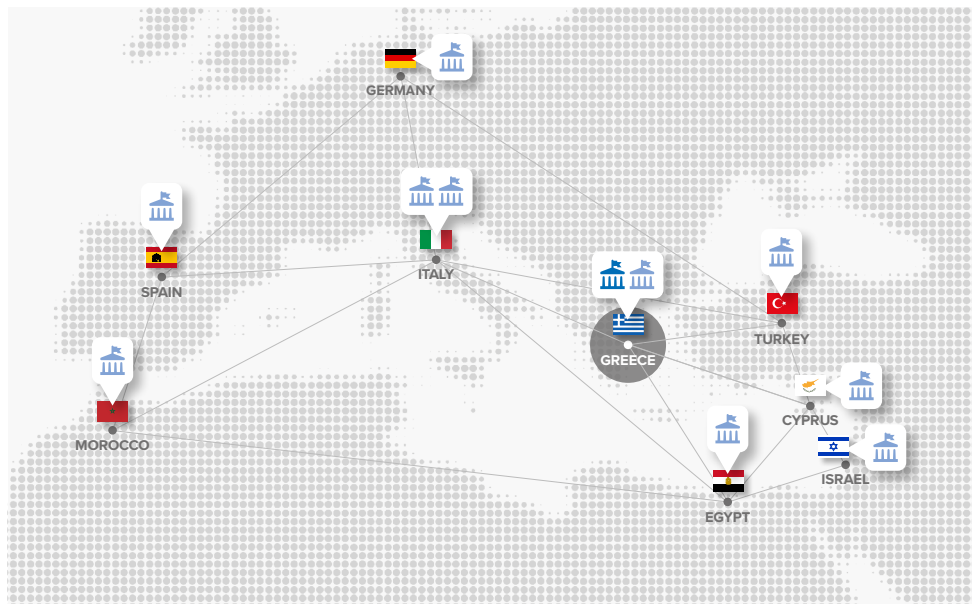 GERMANY
ITALY
SPAIN
TURKEY
GREECE
CYPRUS
MOROCCO
ISRAEL
EGYPT